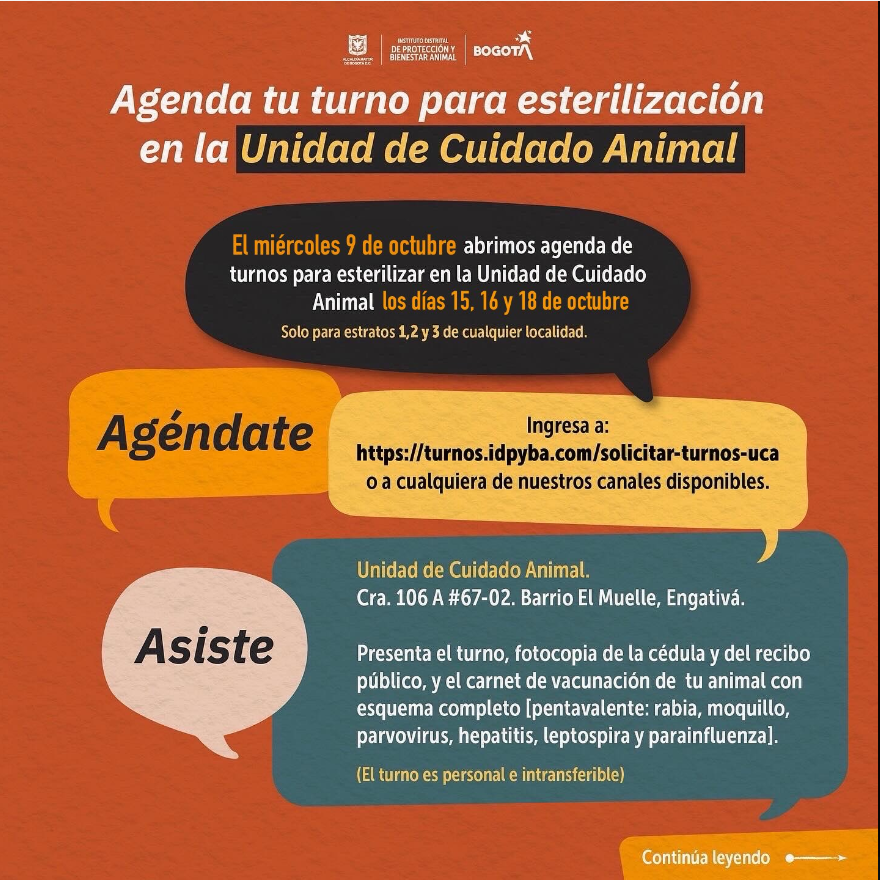 ALCALDÍA MAYOR
DE BOGOTÁ D.C.
INSTITUTO DISTRITAL
DE PROTECCIÓN Y
BIENESTAR ANIMAL
BOGOTÁ
Agenda tu turno para esterilización
en la Unidad de Cuidado Animal
El miércoles 9 de octubre abrimos agenda de
turnos para esterilizar en la Unidad de Cuidado
Animal los días 15, 16 y 18 de octubre
Solo para estratos 1,2 y 3 de cualquier localidad.
Agéndate
Ingresa a:
https://turnos.idpyba.com/solicitar-turnos-uca
o a cualquiera de nuestros canales disponibles.
Asiste
Unidad de Cuidado Animal.
Cra. 106 A #67-02. Barrio El Muelle, Engativá.
Presenta el turno, fotocopia de la cédula y del recibo
público, y el carnet de vacunación de tu animal con
esquema completo [pentavalente: rabia, moquillo,
parvovirus, hepatitis, leptospira y parainfluenza].
(El turno es personal e intransferible)
Continúa leyendo